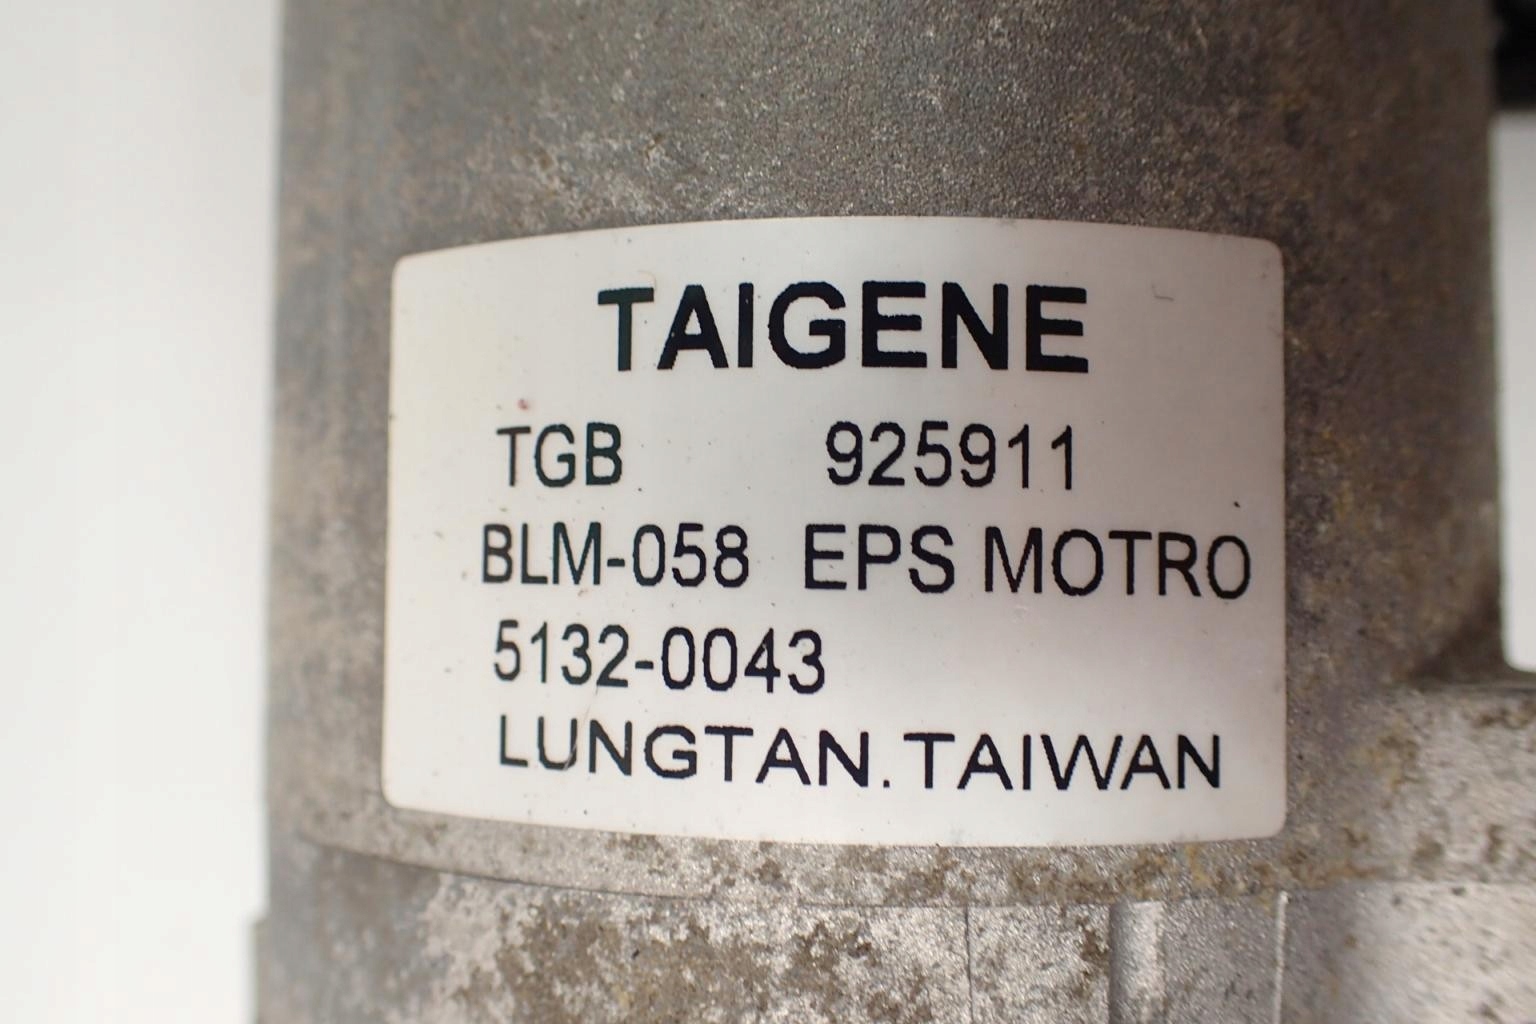 TAIGENE
TGB 925911
BLM-058 EPS MOTRO
5132-0043
LUNGTAN.TAIWAN